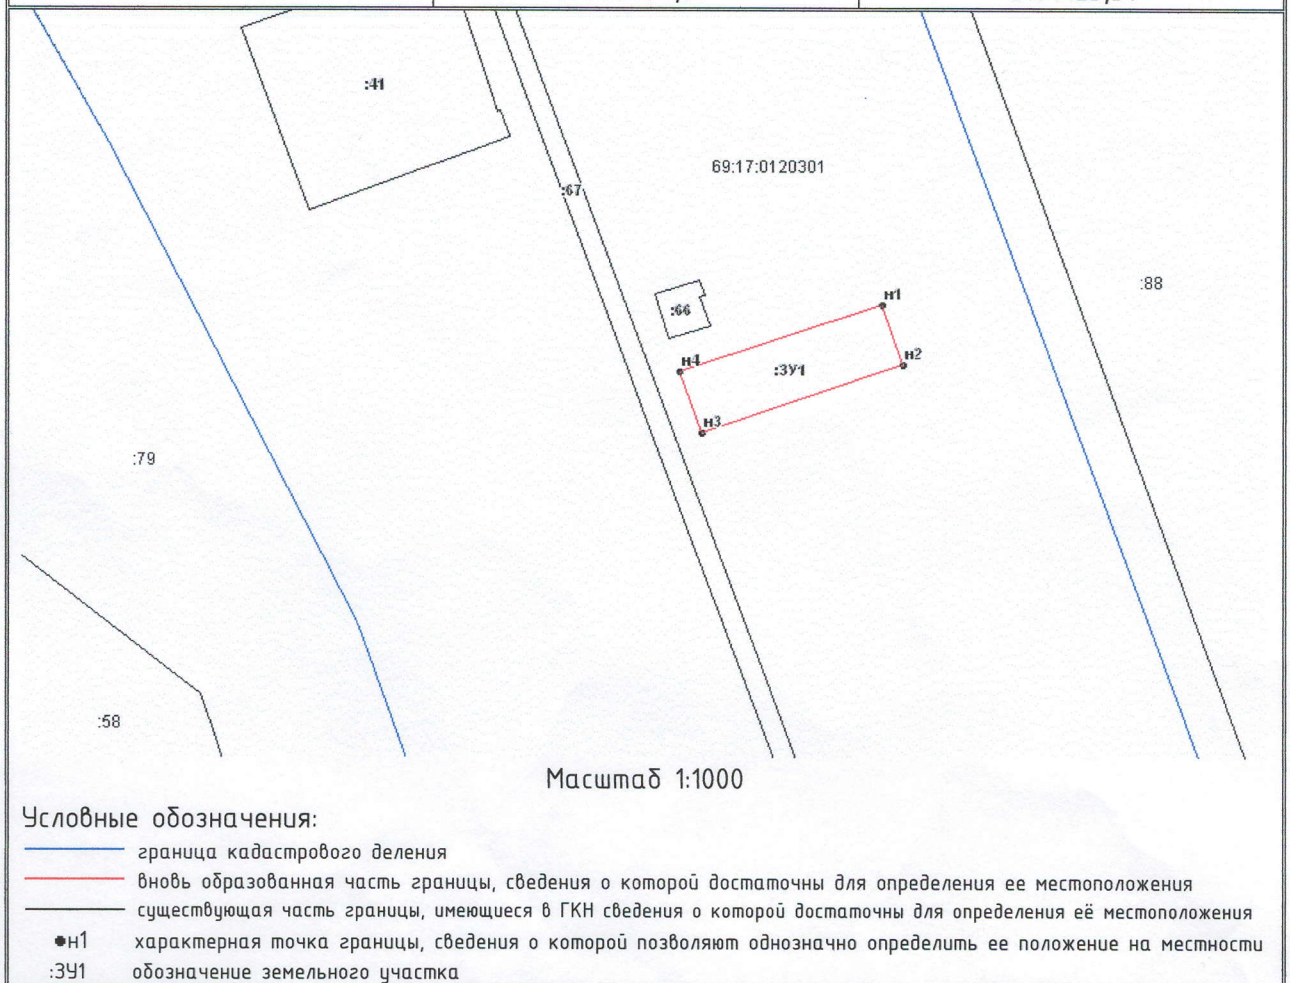 :41
69:17:0120301
:67
:88
:66
н1
н4
н2
:ЗУ1
н3
:79
:58
Масштаб 1:1000
Условные обозначения:
граница кадастрового деления
вновь образованная часть границы, сведения о которой достаточны для определения ее местоположения
существующая часть границы, имеющиеся в ГКН сведения о которой достаточны для определения её местоположения
н1 характерная точка границы, сведения о которой позволяют однозначно определить ее положение на местности
:ЗУ1 обозначение земельного участка